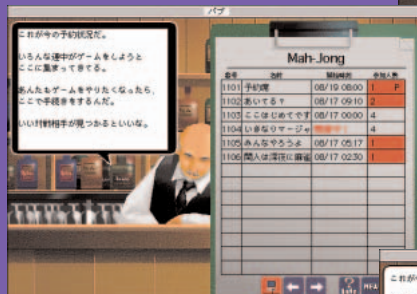 パブ
これが今の予約状況だ。
いろんな連中がゲームをしようと
ここに集まってきてる。
あんたもゲームをやりたくなったら、
ここで手続きをするんだ。
いい対戦相手が見つかるといいな。
Mah-Jong
番号 名前 開始時刻 参加人数
1101 予約席 08/19 08:00 1 P
1102 あいてる？ 08/17 09:10 2
1103 ここはじめてです 08/17 00:00 4
1104 いきなりマージャ 4
1105 みんなやろうよ 08/17 05:17 1
1106 閑人は深夜に麻雀 08/17 02:30 1
Info
これが今